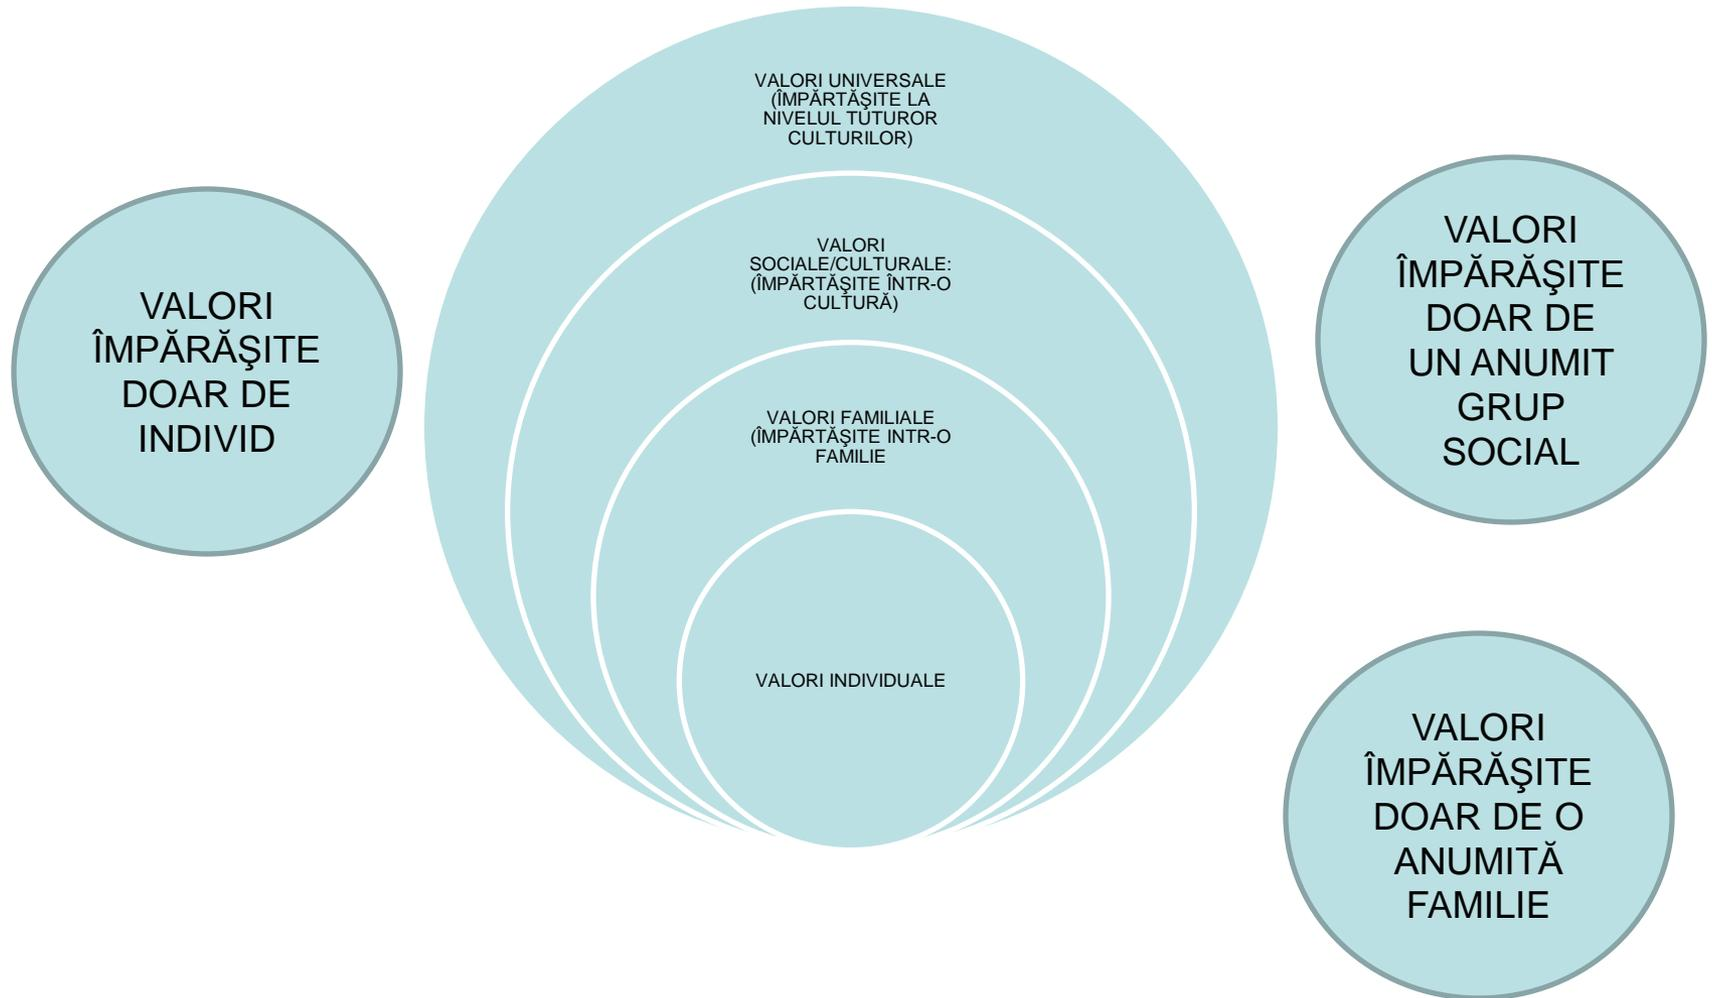 VALORI UNIVERSALE
(ÎMPĂRTĂŞITE LA
NIVELUL TUTUROR
CULTURILOR)
VALORI
SOCIALE/CULTURALE:
(ÎMPĂRTĂŞITE ÎNTR-O
CULTURĂ)
VALORI FAMILIALE
(ÎMPĂRTĂŞITE INTR-O
FAMILIE
VALORI INDIVIDUALE
VALORI
ÎMPĂRĂŞITE
DOAR DE
INDIVID
VALORI
ÎMPĂRĂŞITE
DOAR DE
UN ANUMIT
GRUP
SOCIAL
VALORI
ÎMPĂRĂŞITE
DOAR DE O
ANUMITĂ
FAMILIE